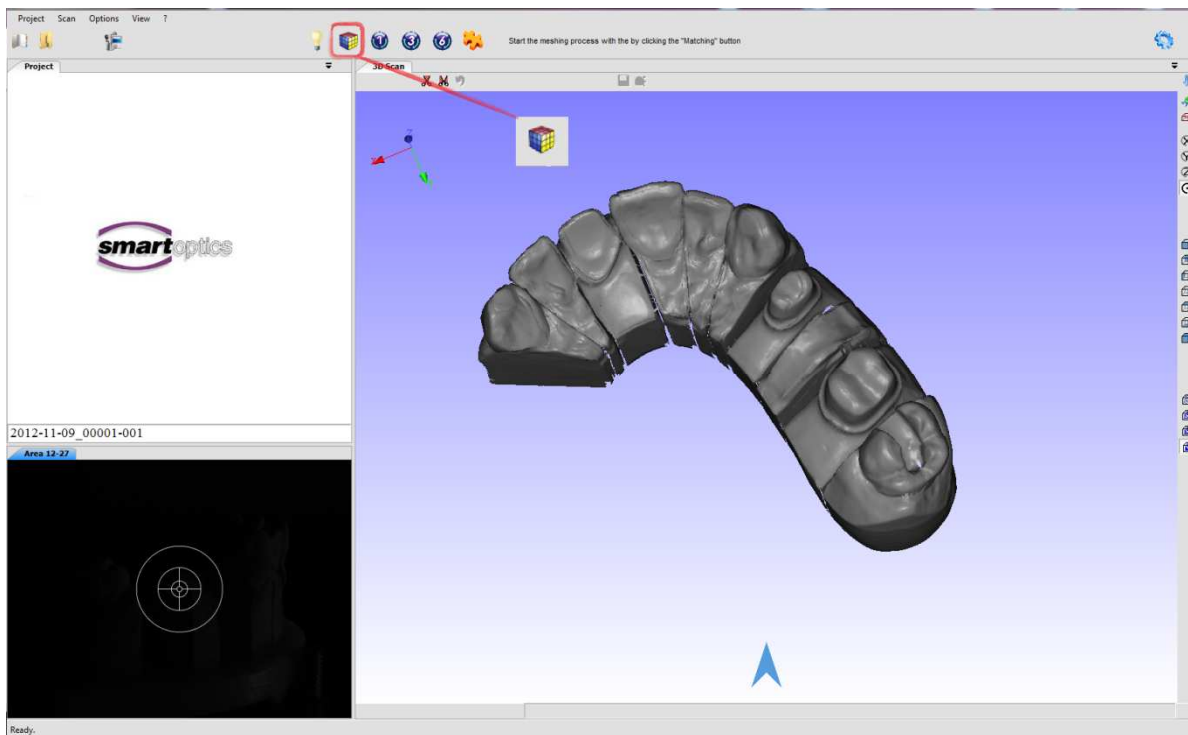 Project Scan Options View ?
Start the meshing process with the by clicking the "Matching" button
Project
3D Scan
smartoptics
2012-11-09_00001-001
Area 12-27
Ready.